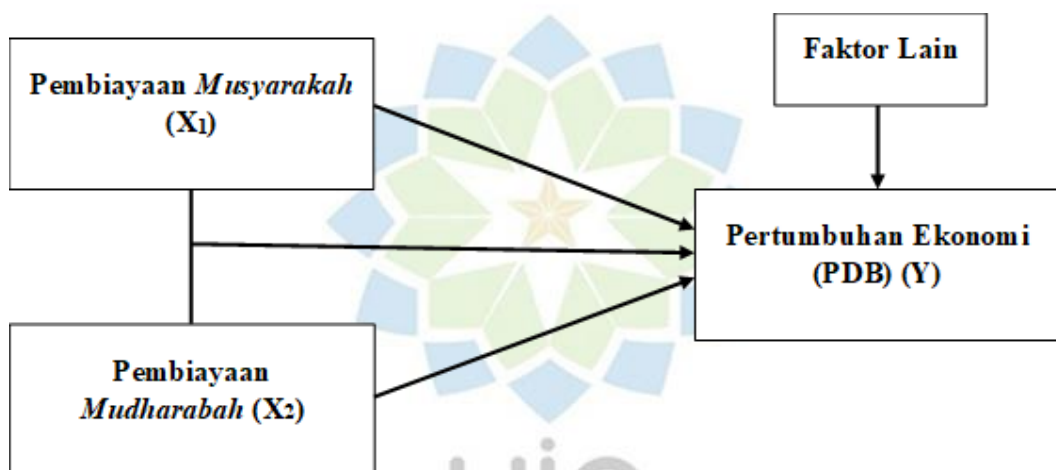 Pembiayaan Musyarakah
(X1)
Faktor Lain
Pertumbuhan Ekonomi
(PDB) (Y)
Pembiayaan
Mudharabah (X2)